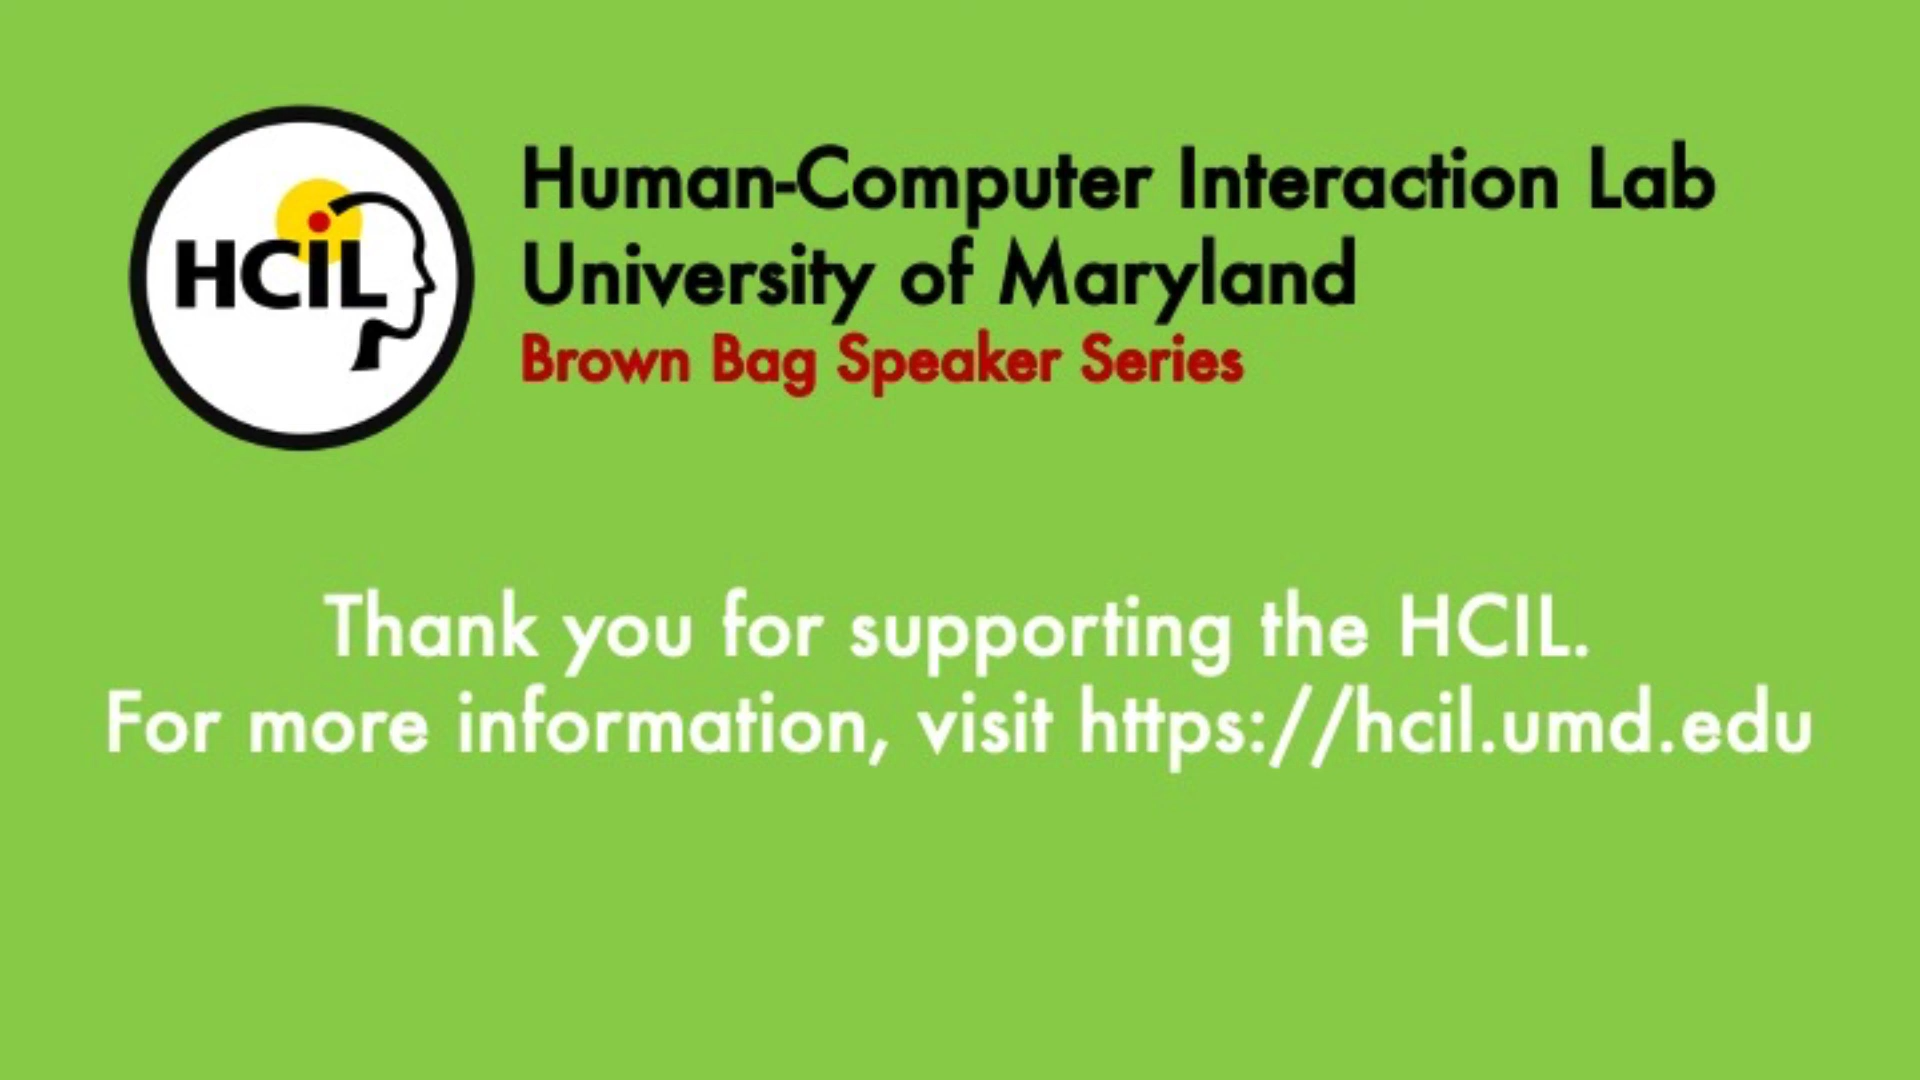 HCIL
Human-Computer Interaction Lab
University of Maryland
Brown Bag Speaker Series
Thank you for supporting the HCIL.
For more information, visit https://hcil.umd.edu